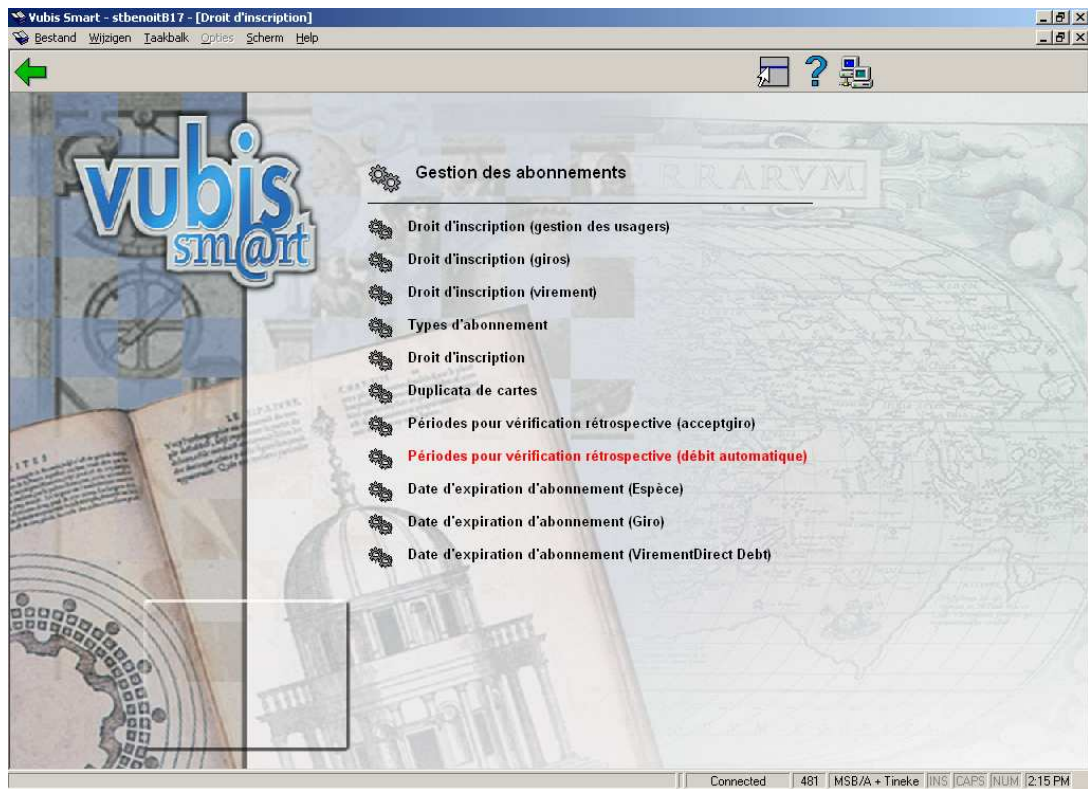 Vubis Smart - stbenoitB17 - [Droit d'inscription]
Bestand Wijzigen Taakbalk Opties Scherm Help
vubis
sm@rt
RRARVM
Gestion des abonnements
Droit d'inscription (gestion des usagers)
Droit d'inscription (giros)
Droit d'inscription (virement)
Types d'abonnement
Droit d'inscription
Duplicata de cartes
Périodes pour vérification rétrospective (acceptgiro)
Périodes pour vérification rétrospective (débit automatique)
Date d'expiration d'abonnement (Espèce)
Date d'expiration d'abonnement (Giro)
Date d'expiration d'abonnement (VirementDirect Debt)
Connected 481 MSB/A + Tineke INS CAPS NUM 2:15 PM